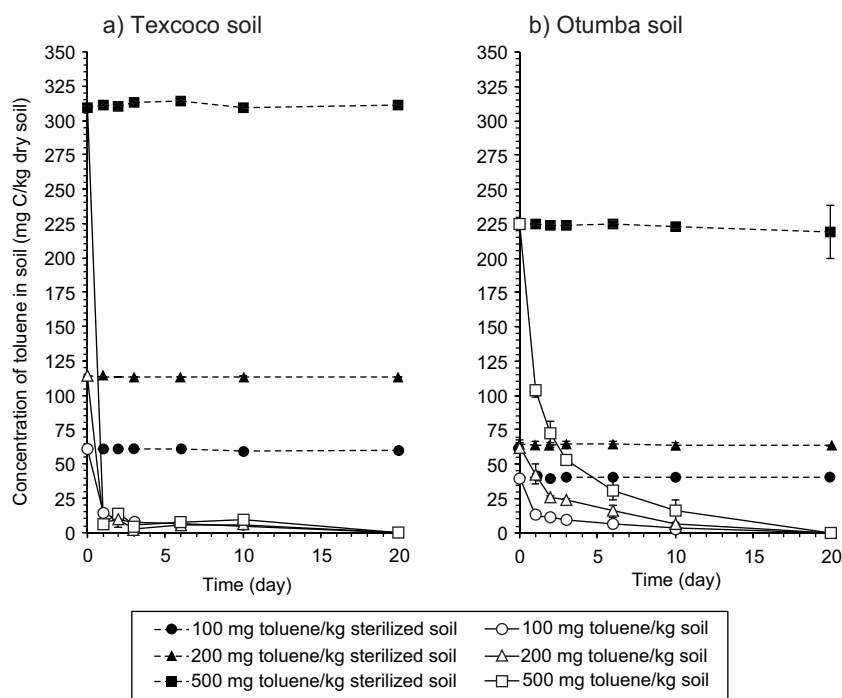 a) Texcoco soil
b) Otumba soil
Concentration of toluene in soil (mg C/kg dry soil)
350
325
300
275
250
225
200
175
150
125
100
75
50
25
0
0 5 10 15 20
Time (day)
350
325
300
275
250
225
200
175
150
125
100
75
50
25
0
0 5 10 15 20
Time (day)
100 mg toluene/kg sterilized soil
200 mg toluene/kg sterilized soil
500 mg toluene/kg sterilized soil
100 mg toluene/kg soil
200 mg toluene/kg soil
500 mg toluene/kg soil